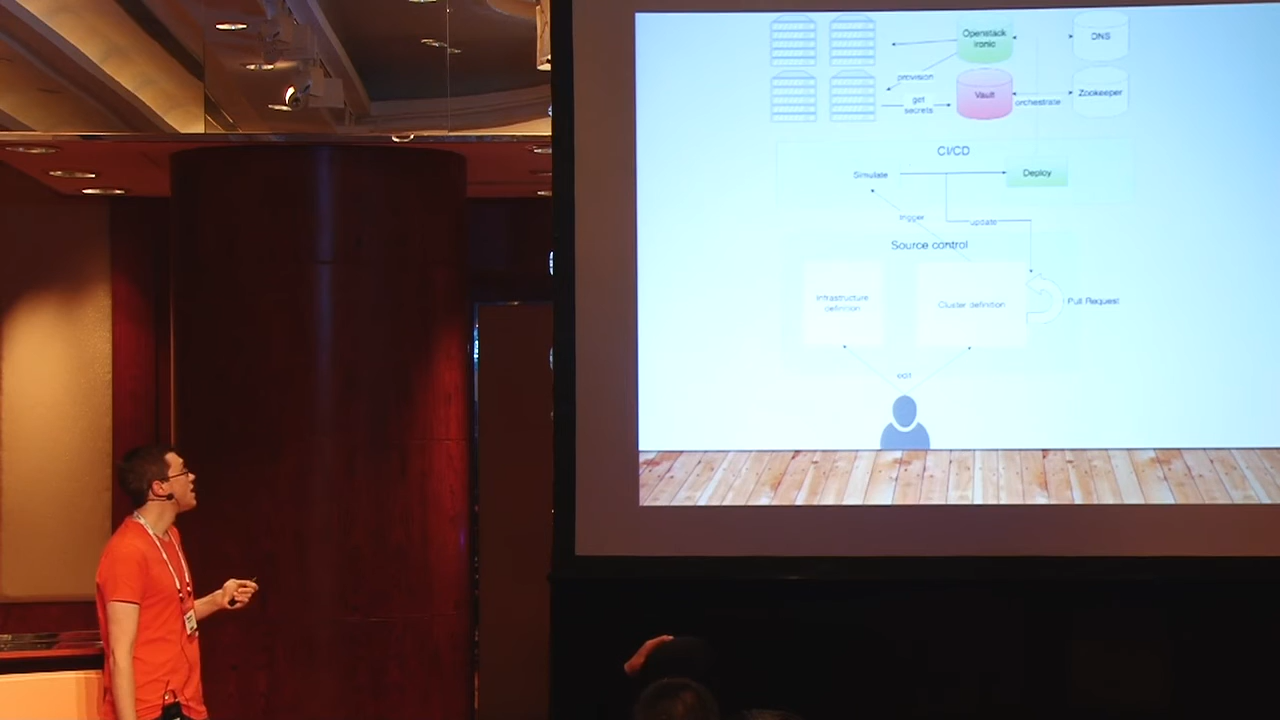 Openstack
Ironic
DNS
provision
Vault
Zookeeper
get
secrets
orchestrate
CI/CD
Simulate
Deploy
trigger
update
Source control
Infrastructure
definition
Cluster definition
Pull Request